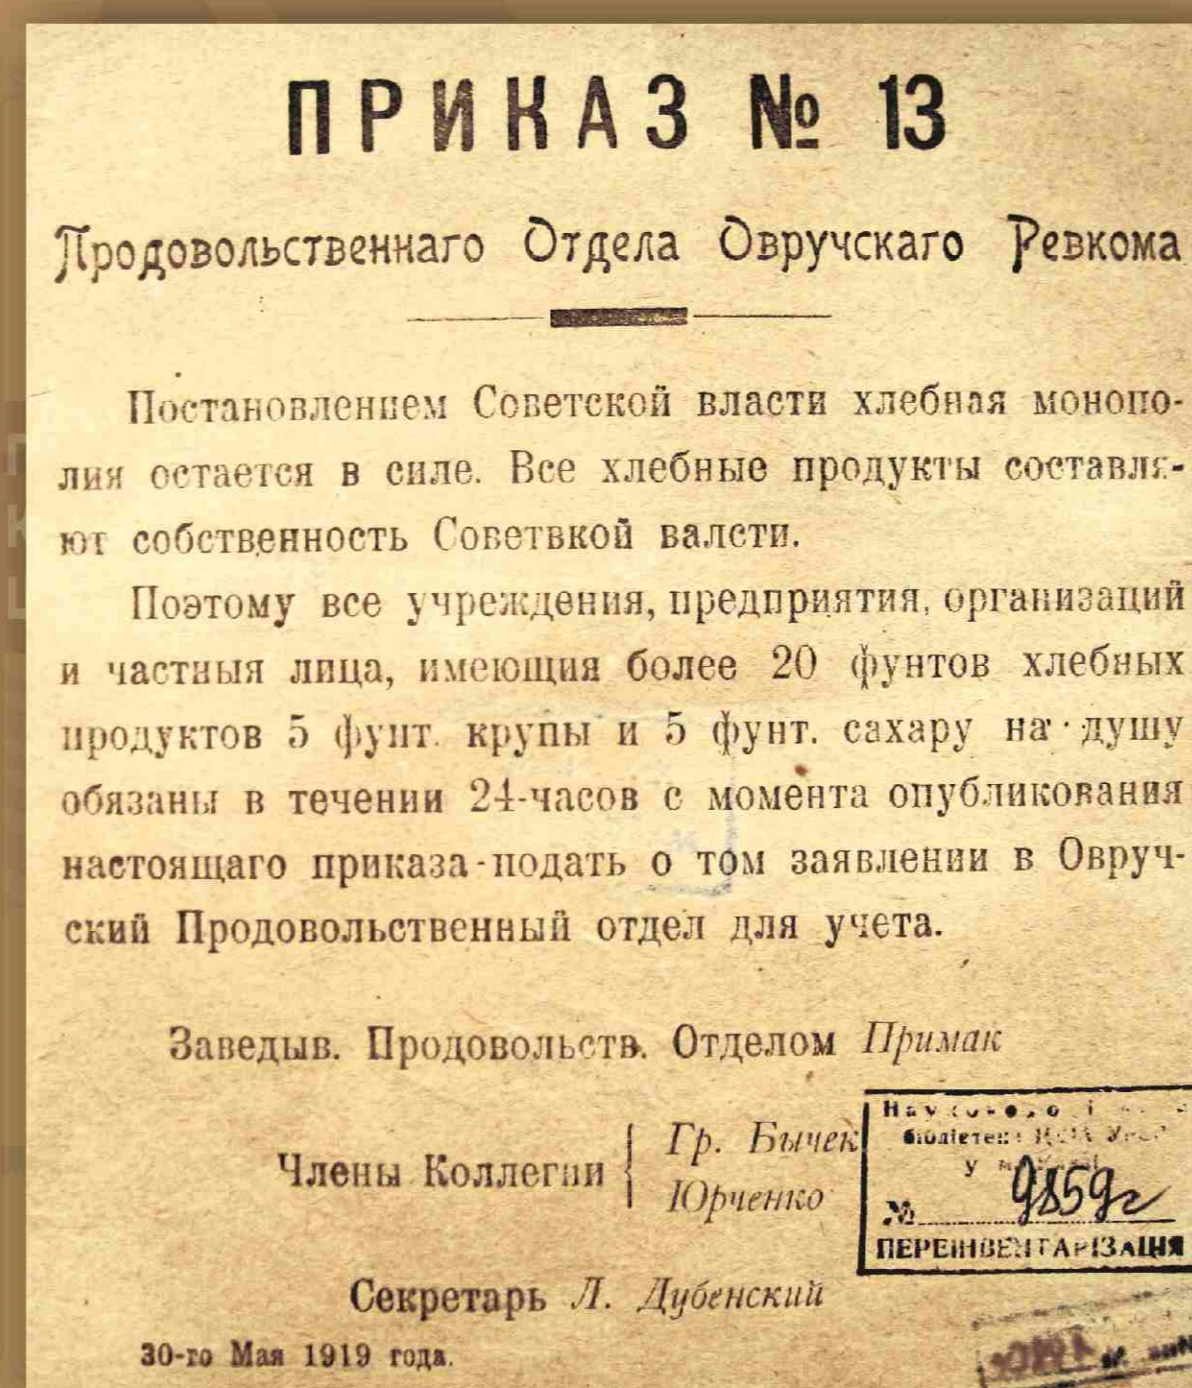 ПРИКАЗ № 13
Продовольственнаго Отдела Овручскаго Ревкома
Постановлением Советской власти хлебная монопо-
лия остается в силе. Все хлебные продукты составля-
ют собственность Советвкой валсти.
Поэтому все учреждения, предприятия, организаций
и частныя лица, имеющия более 20 фунтов хлебных
продуктов 5 фунт. крупы и 5 фунт. сахару на душу
обязаны в течении 24-часов с момента опубликования
настоящаго приказа-подать о том заявлении в Овруч-
ский Продовольственный отдел для учета.
Заведыв. Продовольств. Отделом Примак
Члены Коллегии { Гр. Бычек
Юрченко
Секретарь Л. Дубенский
30-го Мая 1919 года.
у
№ 9859г
ПЕРЕІНВЕНТАРІЗАЦІЯ